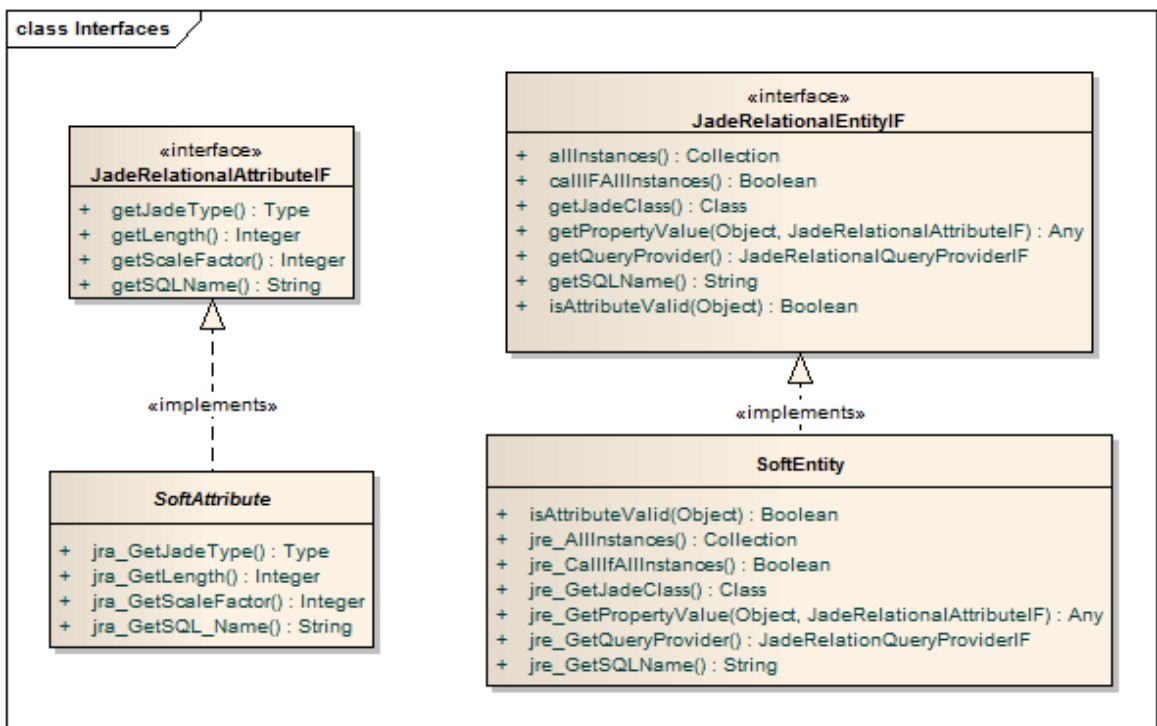 class Interfaces
«interface»
JadeRelationalAttributeIF
+ getJadeType() : Type
+ getLength() : Integer
+ getScaleFactor() : Integer
+ getSQLName() : String
«implements»
SoftAttribute
+ jra_GetJadeType() : Type
+ jra_GetLength() : Integer
+ jra_GetScaleFactor() : Integer
+ jra_GetSQL_Name() : String
«interface»
JadeRelationalEntityIF
+ allInstances() : Collection
+ callIFAllInstances() : Boolean
+ getJadeClass() : Class
+ getPropertyValue(Object, JadeRelationalAttributeIF) : Any
+ getQueryProvider() : JadeRelationalQueryProviderIF
+ getSQLName() : String
+ isAttributeValid(Object) : Boolean
«implements»
SoftEntity
+ isAttributeValid(Object) : Boolean
+ jre_AllInstances() : Collection
+ jre_CallIfAllInstances() : Boolean
+ jre_GetJadeClass() : Class
+ jre_GetPropertyValue(Object, JadeRelationalAttributeIF) : Any
+ jre_GetQueryProvider() : JadeRelationQueryProviderIF
+ jre_GetSQLName() : String